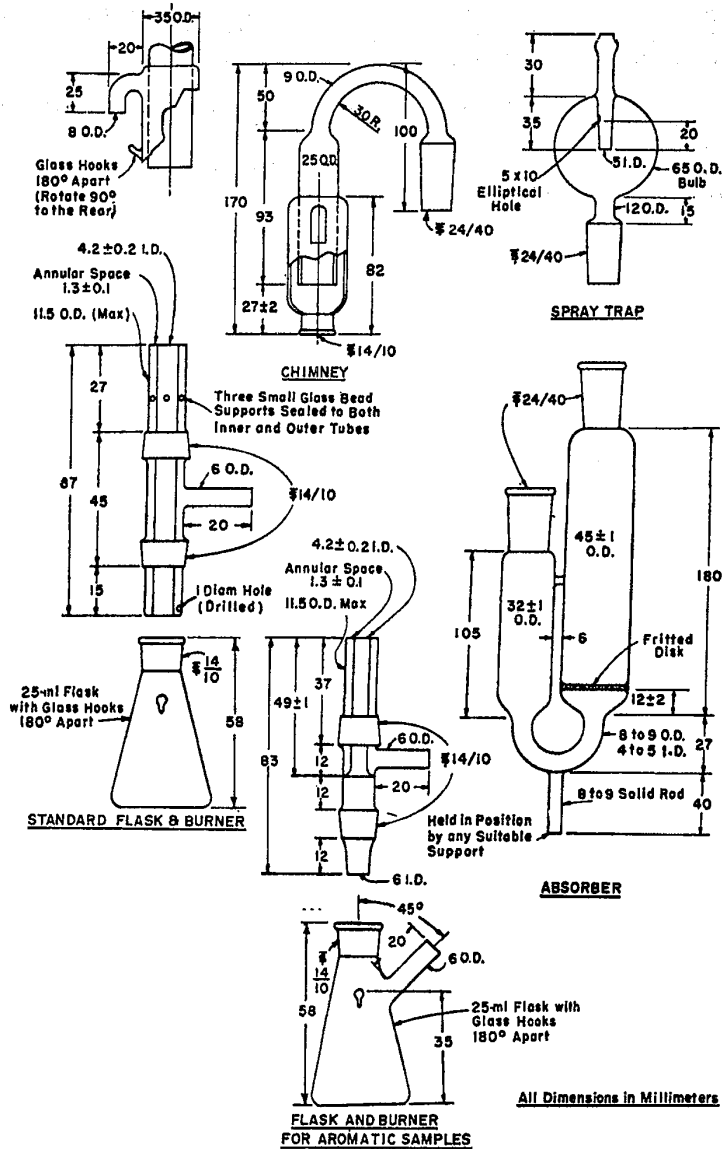 35 O.D.
20
25
8 O.D.
Glass Hooks
180° Apart
(Rotate 90°
to the Rear)
9 O.D.
30 R.
50
100
25 O.D.
170
93
82
27±2
24/40
14/10
CHIMNEY
30
35
20
5 I.D.
5 x 10
Elliptical
Hole
65 O.D.
Bulb
12 O.D.
15
24/40
SPRAY TRAP
4.2±0.2 I.D.
Annular Space
1.3±0.1
11.5 O.D. (Max)
27
Three Small Glass Bead
Supports Sealed to Both
Inner and Outer Tubes
87
45
6 O.D.
14/10
20
15
1 Diam Hole
(Drilled)
14
10
25-ml Flask
with Glass Hooks
180° Apart
58
STANDARD FLASK & BURNER
4.2±0.2 I.D.
Annular Space
1.3±0.1
11.5 O.D. Max
37
49±1
83
6 O.D.
12
14/10
20
12
12
6 I.D.
24/40
45±1
O.D.
180
32±1
O.D.
105
6
Fritted
Disk
12±2
8 to 9 O.D.
4 to 5 I.D.
27
8 to 9 Solid Rod
40
Held in Position
by any Suitable
Support
ABSORBER
45°
20
6 O.D.
14
10
58
35
25-ml Flask with
Glass Hooks
180° Apart
FLASK AND BURNER
FOR AROMATIC SAMPLES
All Dimensions in Millimeters